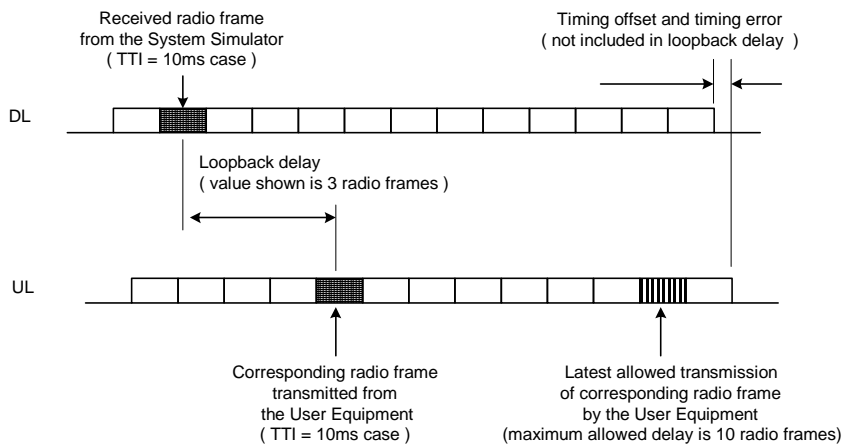 Received radio frame
from the System Simulator
( TTI = 10ms case )
Timing offset and timing error
( not included in loopback delay )
DL
Loopback delay
( value shown is 3 radio frames )
UL
Corresponding radio frame
transmitted from
the User Equipment
( TTI = 10ms case )
Latest allowed transmission
of corresponding radio frame
by the User Equipment
(maximum allowed delay is 10 radio frames)